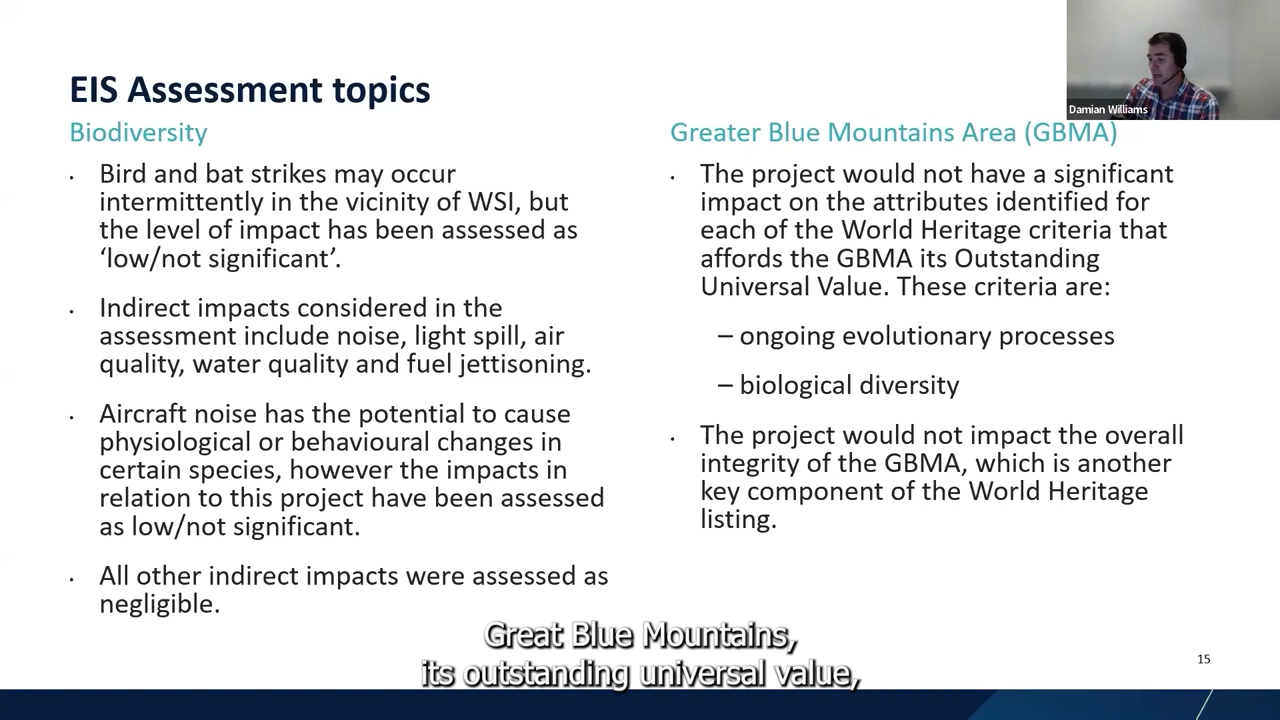 EIS Assessment topics
Damian Williams
Biodiversity
• Bird and bat strikes may occur
intermittently in the vicinity of WSI, but
the level of impact has been assessed as
‘low/not significant’.
• Indirect impacts considered in the
assessment include noise, light spill, air
quality, water quality and fuel jettisoning.
• Aircraft noise has the potential to cause
physiological or behavioural changes in
certain species, however the impacts in
relation to this project have been assessed
as low/not significant.
• All other indirect impacts were assessed as
negligible.
Greater Blue Mountains Area (GBMA)
• The project would not have a significant
impact on the attributes identified for
each of the World Heritage criteria that
affords the GBMA its Outstanding
Universal Value. These criteria are:
– ongoing evolutionary processes
– biological diversity
• The project would not impact the overall
integrity of the GBMA, which is another
key component of the World Heritage
listing.
Great Blue Mountains,
its outstanding universal value,
15